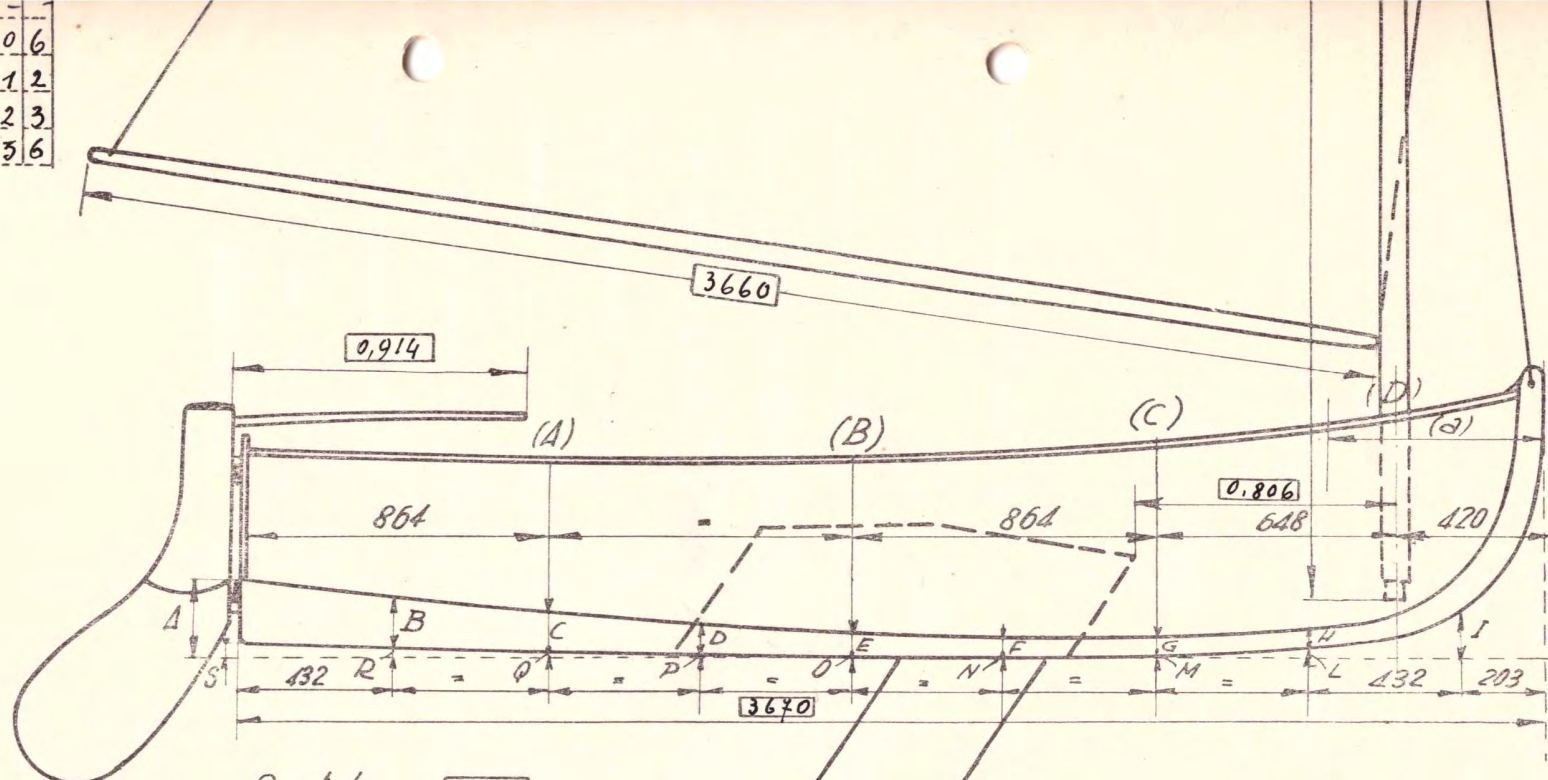 0 6
1 2
2 3
5 6
3660
0,914
(D)
(A)
(B)
(C)
(a)
0.806
864
=
864
648
420
A
B
C
D
E
F
G
H
I
S
R
Q
P
O
N
M
L
432
=
=
=
=
=
=
432
203
3670